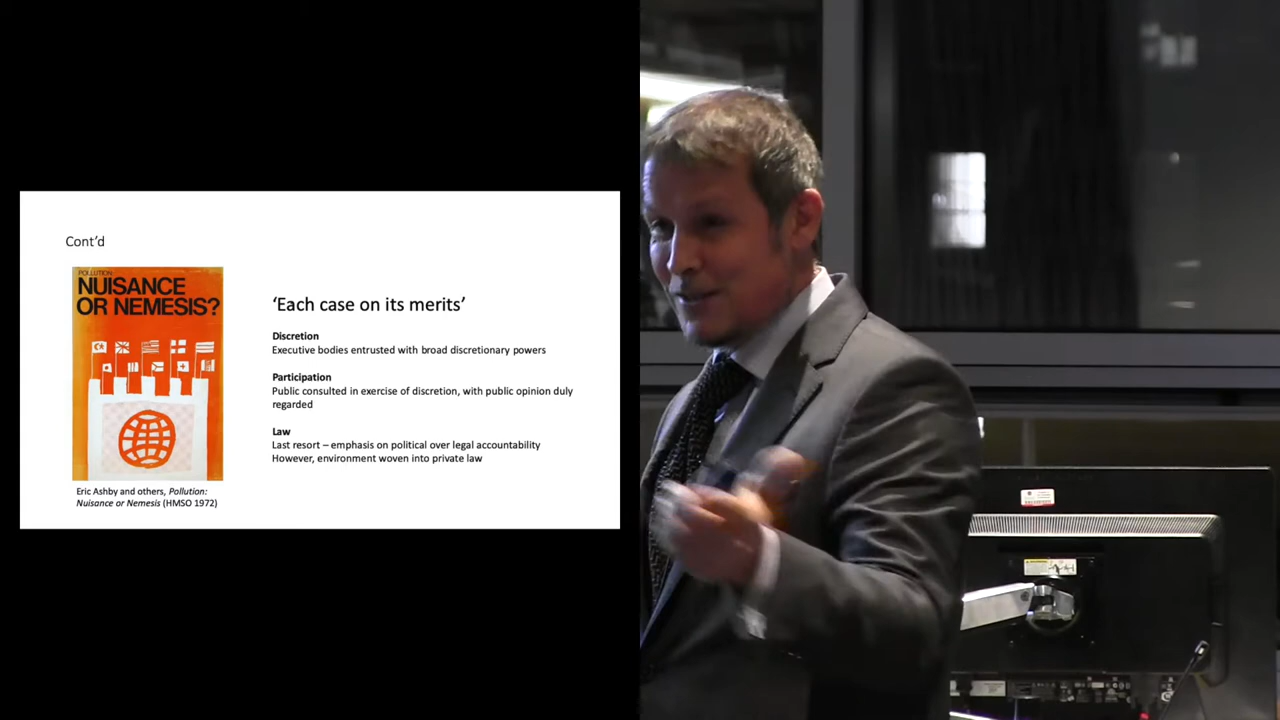 Cont'd
POLLUTION:
NUISANCE
OR NEMESIS?
'Each case on its merits'
Discretion
Executive bodies entrusted with broad discretionary powers
Participation
Public consulted in exercise of discretion, with public opinion duly
regarded
Law
Last resort – emphasis on political over legal accountability
However, environment woven into private law
Eric Ashby and others, Pollution:
Nuisance or Nemesis (HMSO 1972)